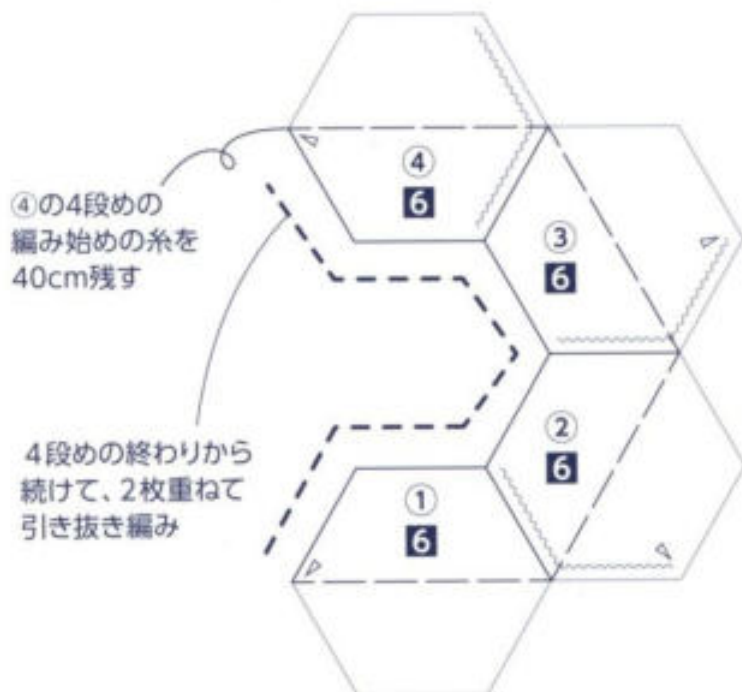 ④
6
④の4段めの
編み始めの糸を
40cm残す
③
6
②
6
4段めの終わりから
続けて、2枚重ねて
引き抜き編み
①
6